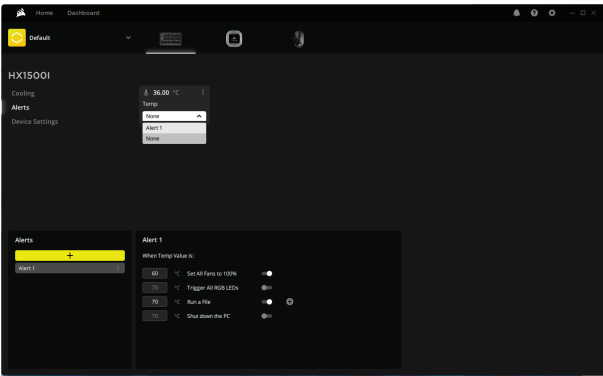 Home Dashboard
Default
HX1500I
Cooling
Alerts
Device Settings
36.00 °C
Temp
None
Alert 1
None
Alerts
+
Alert 1
Alert 1
When Temp Value is:
60 °C Set All Fans to 100%
70 °C Trigger All RGB LEDs
70 °C Run a File
70 °C Shut down the PC